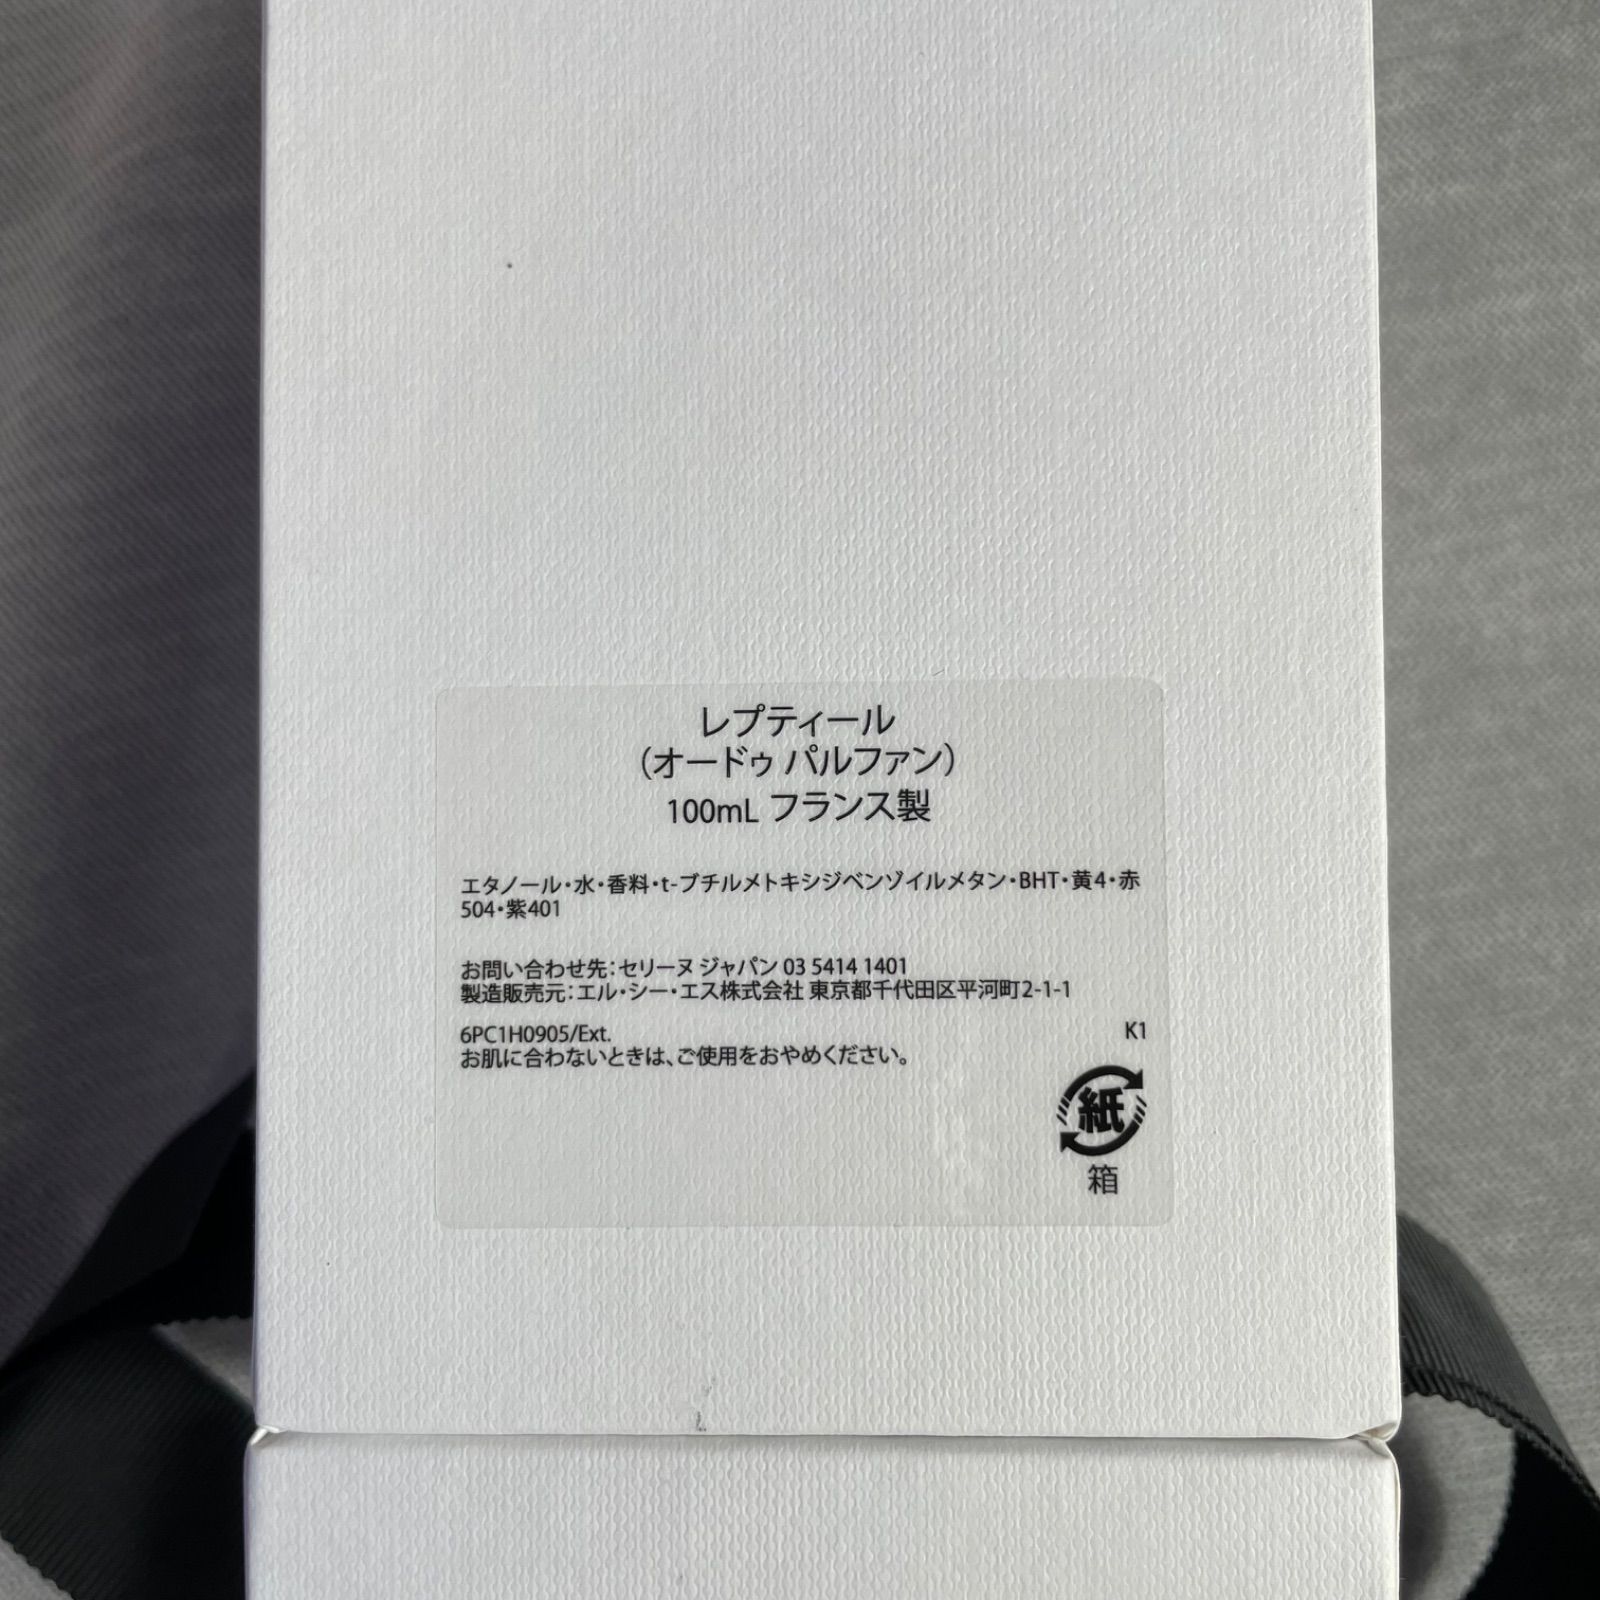 レプティール
（オードゥ パルファン）
100mL フランス製
エタノール・水・香料・t-ブチルメトキシジベンゾイルメタン・BHT・黄4・赤
504・紫401
お問い合わせ先：セリーヌ ジャパン 03 5414 1401
製造販売元：エル・シー・エス株式会社 東京都千代田区平河町2-1-1
6PC1H0905/Ext.
K1
お肌に合わないときは、ご使用をおやめください。
紙
箱